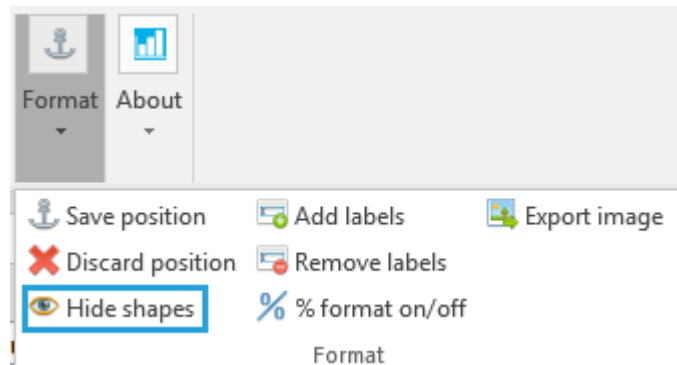 Format About
Save position Add labels Export image
Discard position Remove labels
Hide shapes % format on/off
Format